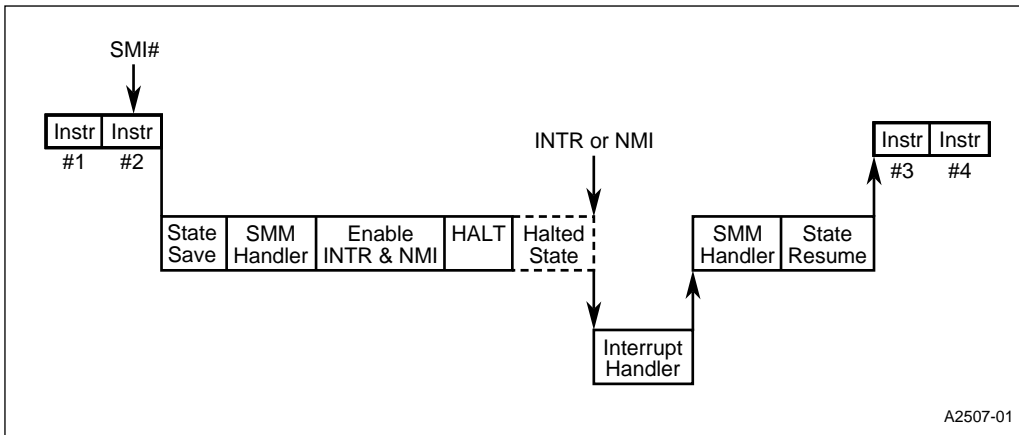 SMI#
Instr Instr
#1 #2
INTR or NMI
Instr Instr
#3 #4
State
Save
SMM
Handler
Enable
INTR & NMI
HALT
Halted
State
SMM
Handler
State
Resume
Interrupt
Handler
A2507-01